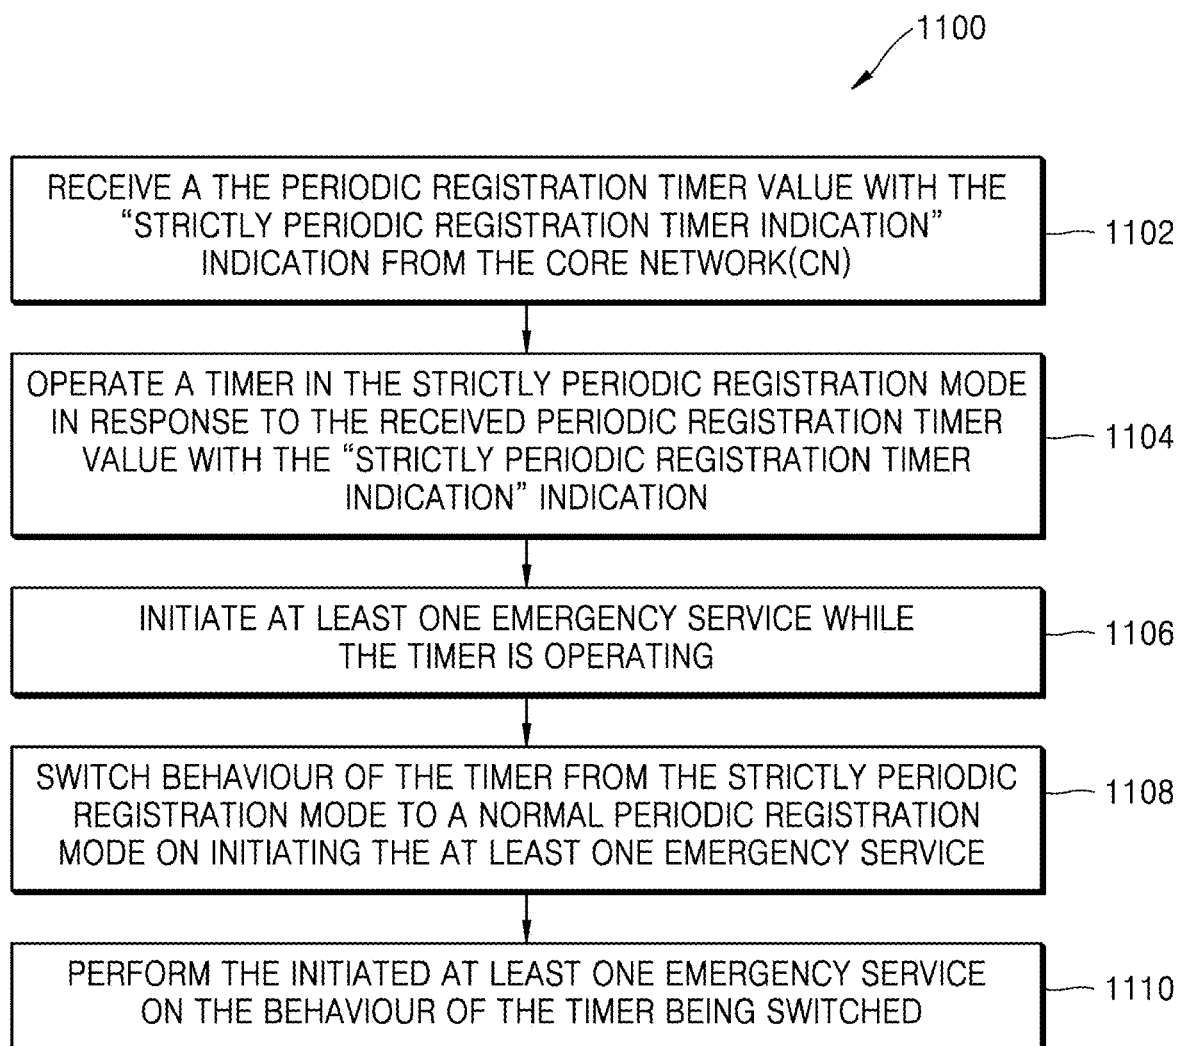 1100
RECEIVE A THE PERIODIC REGISTRATION TIMER VALUE WITH THE
“STRICTLY PERIODIC REGISTRATION TIMER INDICATION”
INDICATION FROM THE CORE NETWORK(CN)
1102
OPERATE A TIMER IN THE STRICTLY PERIODIC REGISTRATION MODE
IN RESPONSE TO THE RECEIVED PERIODIC REGISTRATION TIMER
VALUE WITH THE “STRICTLY PERIODIC REGISTRATION TIMER
INDICATION” INDICATION
1104
INITIATE AT LEAST ONE EMERGENCY SERVICE WHILE
THE TIMER IS OPERATING
1106
SWITCH BEHAVIOUR OF THE TIMER FROM THE STRICTLY PERIODIC
REGISTRATION MODE TO A NORMAL PERIODIC REGISTRATION
MODE ON INITIATING THE AT LEAST ONE EMERGENCY SERVICE
1108
PERFORM THE INITIATED AT LEAST ONE EMERGENCY SERVICE
ON THE BEHAVIOUR OF THE TIMER BEING SWITCHED
1110